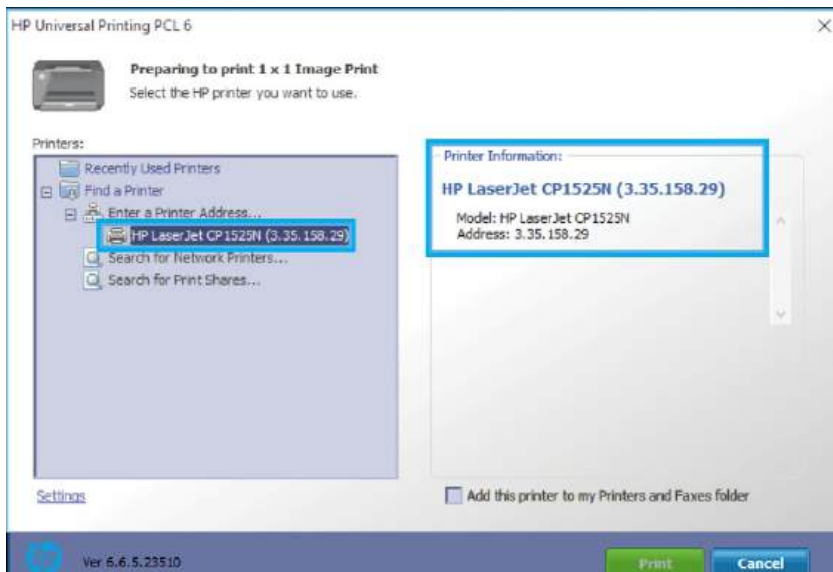 HP Universal Printing PCL 6
Preparing to print 1 x 1 Image Print
Select the HP printer you want to use.
Printers:
Recently Used Printers
Find a Printer
Enter a Printer Address...
HP LaserJet CP1525N (3.35.158.29)
Search for Network Printers...
Search for Print Shares...
Settings
Printer Information:
HP LaserJet CP1525N (3.35.158.29)
Model: HP LaserJet CP1525N
Address: 3.35.158.29
Add this printer to my Printers and Faxes folder
Ver 6.6.5.23510
Print
Cancel